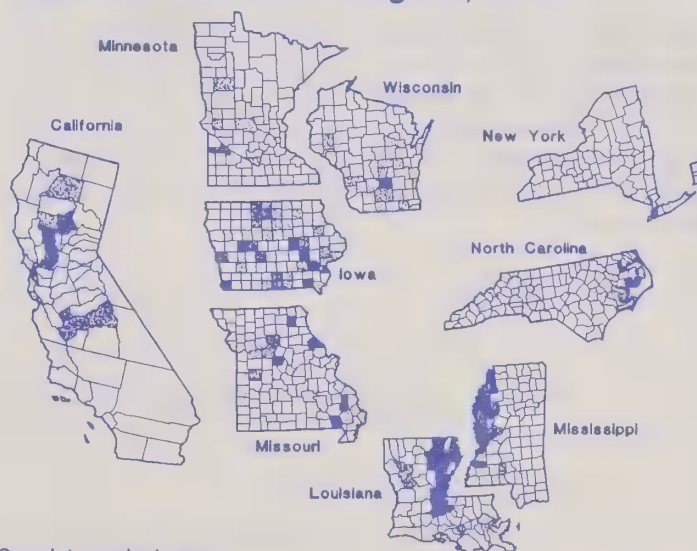 Minnesota
Wisconsin
California
New York
North Carolina
Iowa
Missouri
Mississippi
Louisiana